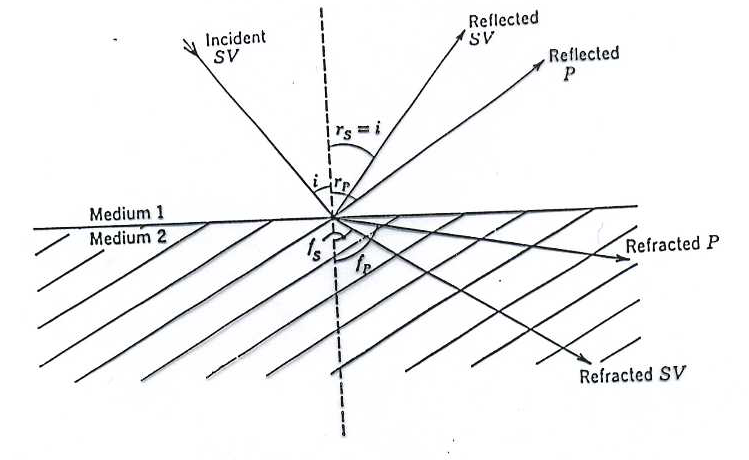 Incident
SV
Reflected
SV
Reflected
P
r_S = i
i
r_P
Medium 1
Medium 2
f_S
f_P
Refracted P
Refracted SV